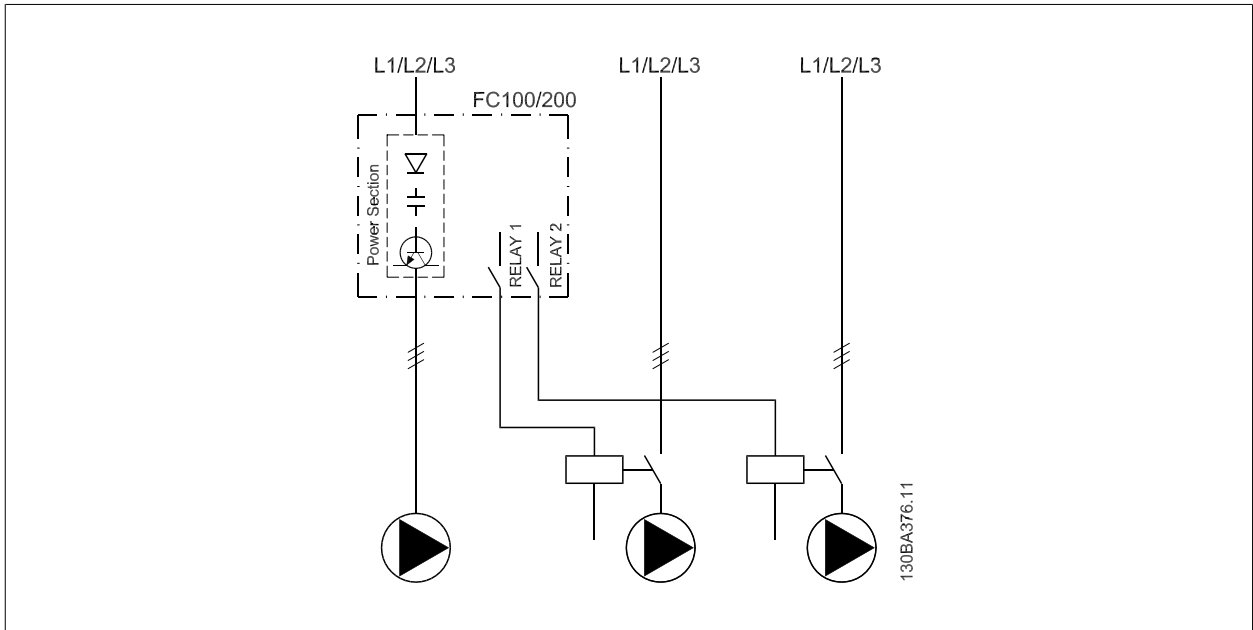 L1/L2/L3
L1/L2/L3
L1/L2/L3
FC100/200
Power Section
RELAY 1
RELAY 2
130BA376.11